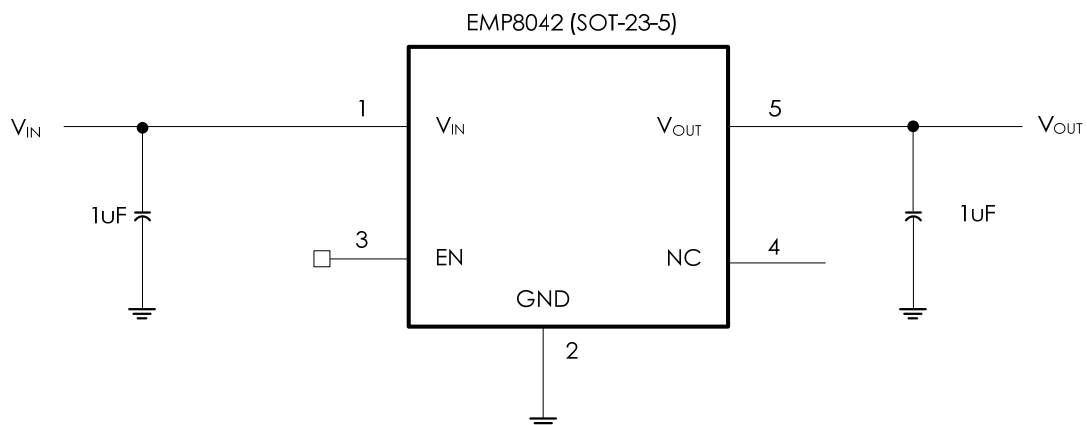 EMP8042 (SOT-23-5)
VIN
1
VIN
VOUT
5
VOUT
1uF
3
EN
NC
4
1uF
GND
2